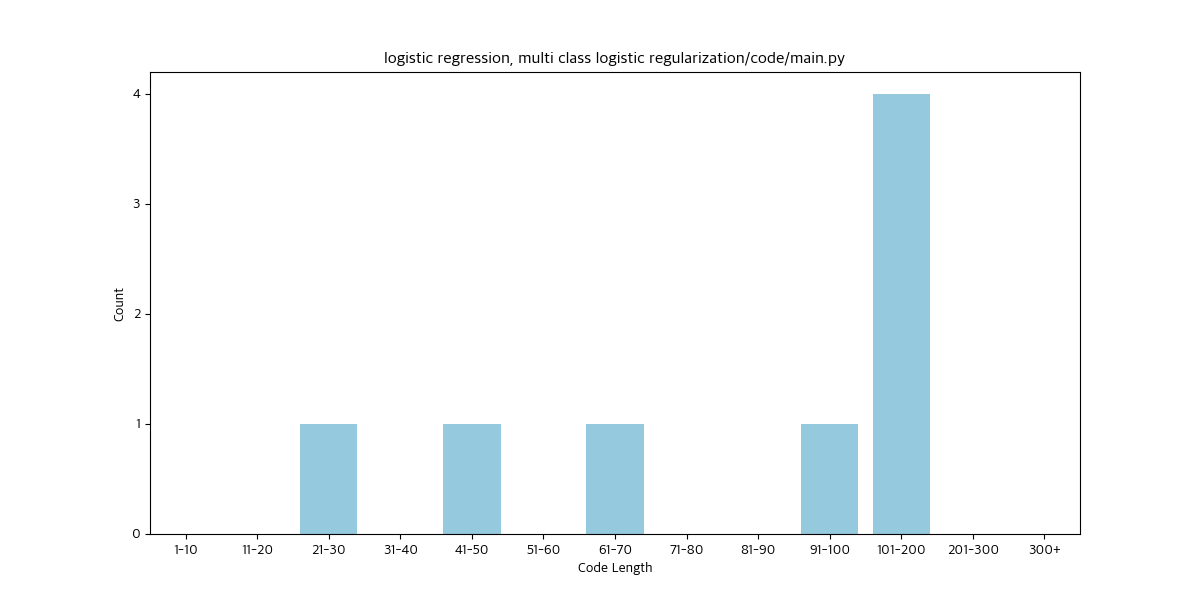 logistic regression, multi class logistic regularization/code/main.py
Count
4
3
2
1
0
1-10 11-20 21-30 31-40 41-50 51-60 61-70 71-80 81-90 91-100 101-200 201-300 300+
Code Length